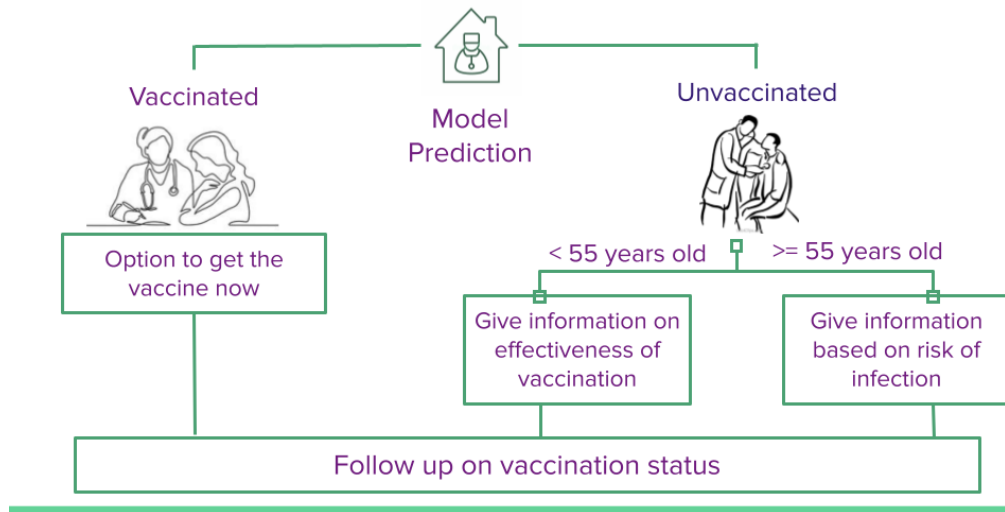 Vaccinated
Model
Prediction
Unvaccinated
Option to get the
vaccine now
< 55 years old
>= 55 years old
Give information on
effectiveness of
vaccination
Give information
based on risk of
infection
Follow up on vaccination status